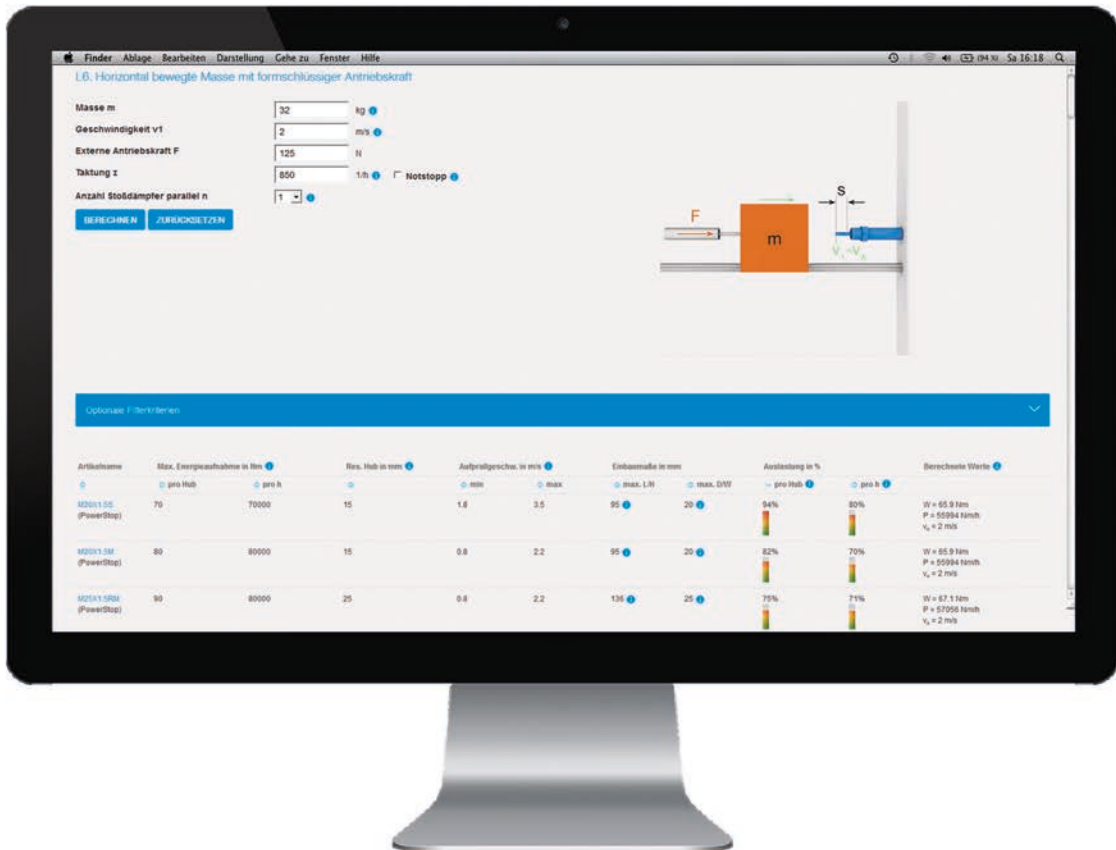 Finder Ablage Bearbeiten Darstellung Gehe zu Fenster Hilfe
Sa 16:18
I.6. Horizontal bewegte Masse mit formschlüssiger Antriebskraft
Masse m 32 kg
Geschwindigkeit v1 2 m/s
Externe Antriebskraft F 125 N
Taktung z 850 1/h Notstopp
Anzahl Stoßdämpfer parallel n 1
BERECHNEN ZURÜCKSETZEN
S
F
m
Optionale Filterkriterien
Artikelname Max. Energieaufnahme in Nm Res. Hub in mm Aufprallgeschw. in m/s Einbaumaße in mm Auslastung in % Berechnete Werte
pro Hub pro h min max max. L/H max. D/W pro Hub pro h
M20X1.5S 70 70000 15 1.8 3.5 95 20 94% 80% W = 65.9 Nm
(PowerStop) P = 55994 Nm/h
vₑ = 2 m/s
M20X1.5M 80 80000 15 0.8 2.2 95 20 82% 70% W = 65.9 Nm
(PowerStop) P = 55994 Nm/h
vₑ = 2 m/s
M25X1.5RM 90 80000 25 0.8 2.2 136 25 75% 71% W = 67.1 Nm
(PowerStop) P = 57056 Nm/h
vₑ = 2 m/s